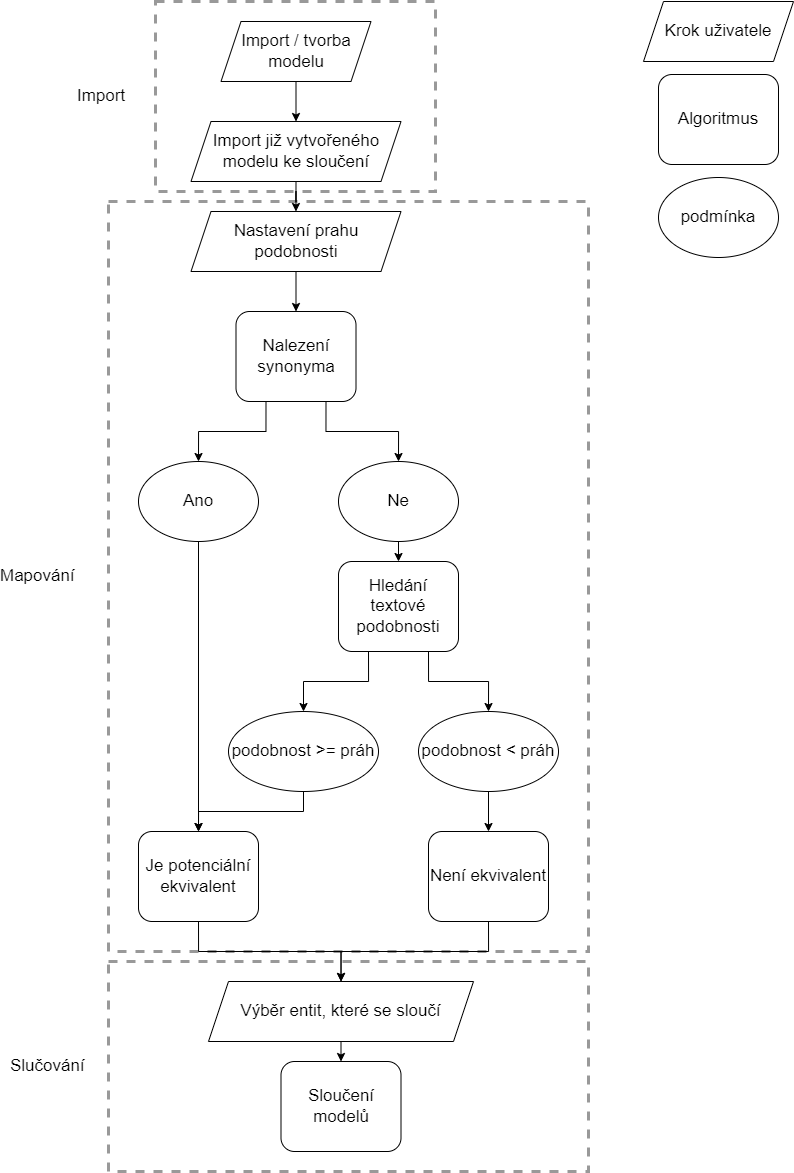 Import / tvorba
modelu
Import
Import již vytvořeného
modelu ke sloučení
Nastavení prahu
podobnosti
Nalezení
synonyma
Ano
Ne
Mapování
Hledání
textové
podobnosti
podobnost >= práh
podobnost < práh
Je potenciální
ekvivalent
Není ekvivalent
Výběr entit, které se sloučí
Slučování
Sloučení
modelů
Krok uživatele
Algoritmus
podmínka